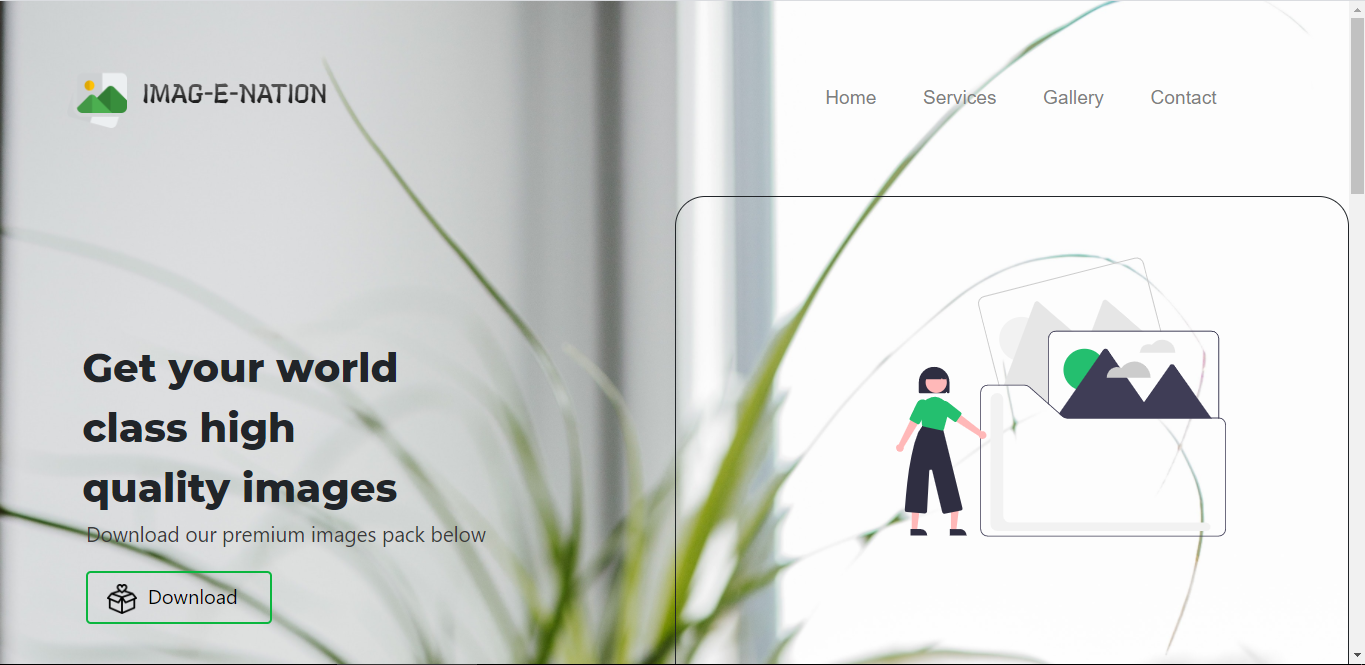 IMAG-E-NATION
Home Services Gallery Contact
Get your world
class high
quality images
Download our premium images pack below
Download